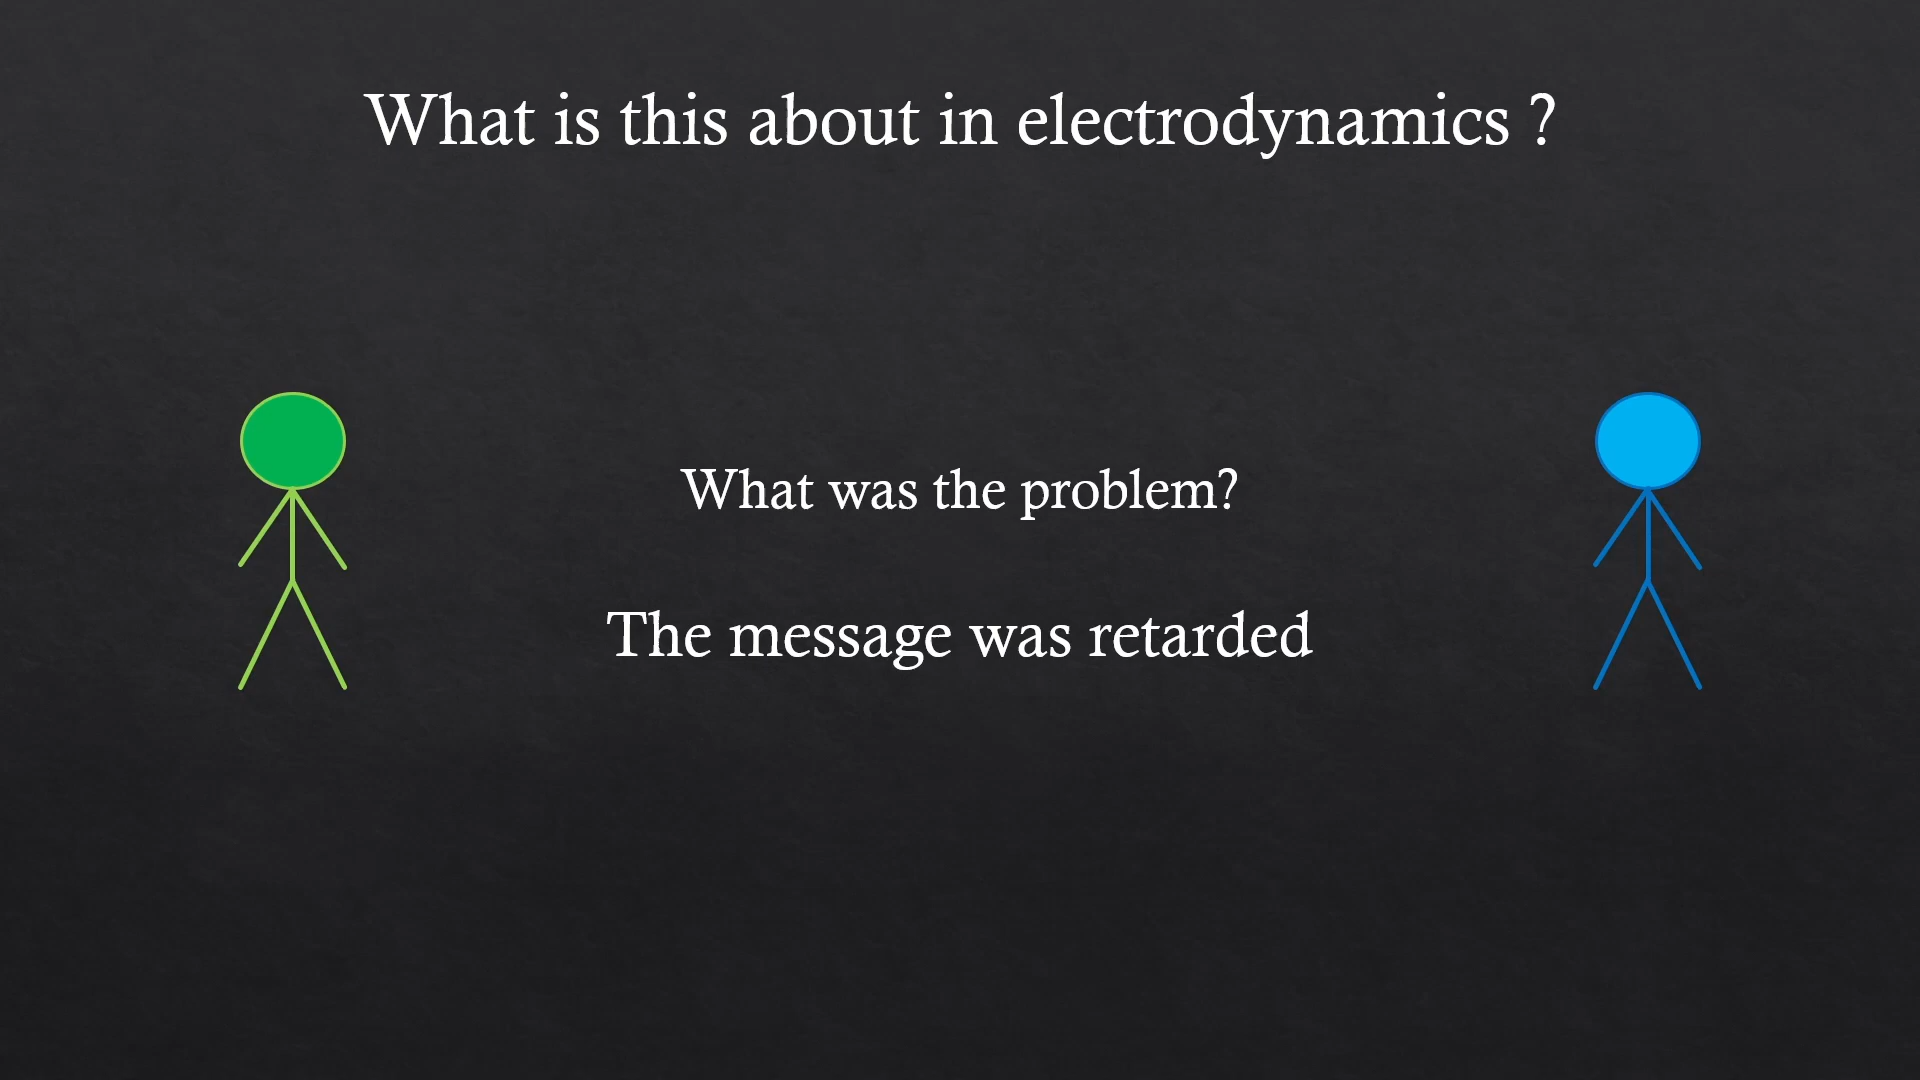 What is this about in electrodynamics ?
What was the problem?
The message was retarded